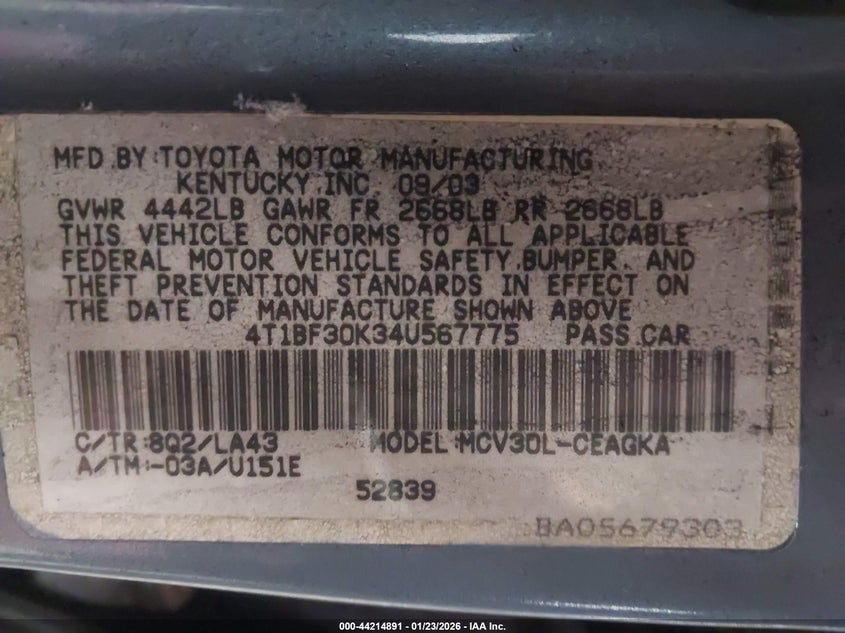 MFD BY:TOYOTA MOTOR MANUFACTURING
KENTUCKY,INC. 09/03
GVWR 4442LB GAWR FR 2668LB RR 2668LB
THIS VEHICLE CONFORMS TO ALL APPLICABLE
FEDERAL MOTOR VEHICLE SAFETY,BUMPER, AND
THEFT PREVENTION STANDARDS IN EFFECT ON
THE DATE OF MANUFACTURE SHOWN ABOVE
4T1BF30K34U567775 PASS.CAR
C/TR:8Q2/LA43 MODEL:MCV30L-CEAGKA
A/TM:-03A/U151E
52839
BA05679303
000-44214891 - 01/23/2026 - IAA Inc.